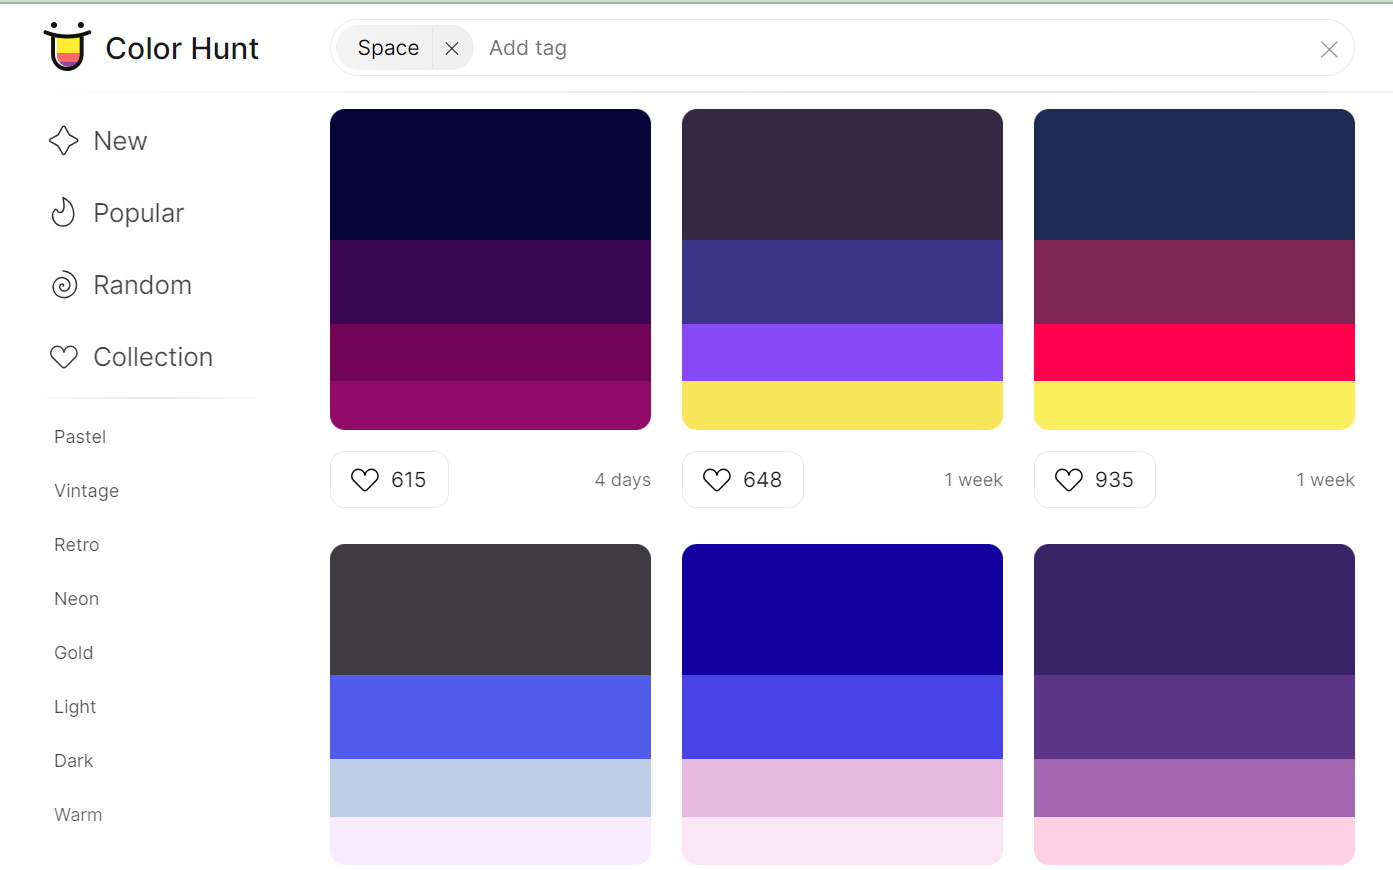 Color Hunt
Space
Add tag
New
Popular
Random
Collection
Pastel
Vintage
Retro
Neon
Gold
Light
Dark
Warm
615
4 days
648
1 week
935
1 week